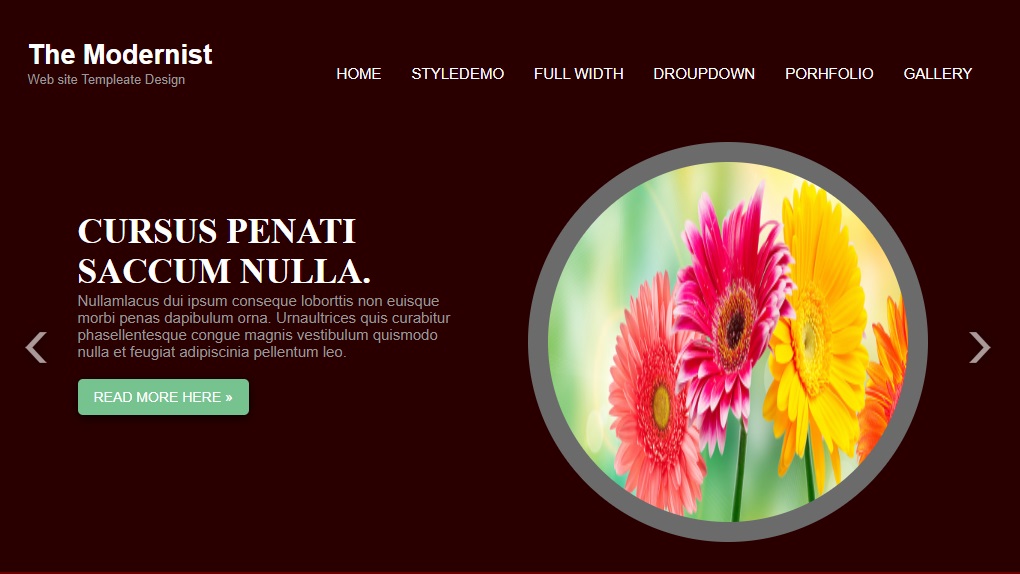 The Modernist
Web site Templeate Design
HOME STYLEDEMO FULL WIDTH DROUPDOWN PORHFOLIO GALLERY
CURSUS PENATI
SACCUM NULLA.
Nullamlacus dui ipsum conseque loborttis non euisque
morbi penas dapibulum orna. Urnaultrices quis curabitur
phasellentesque congue magnis vestibulum quismodo
nulla et feugiat adipiscinia pellentum leo.
READ MORE HERE »